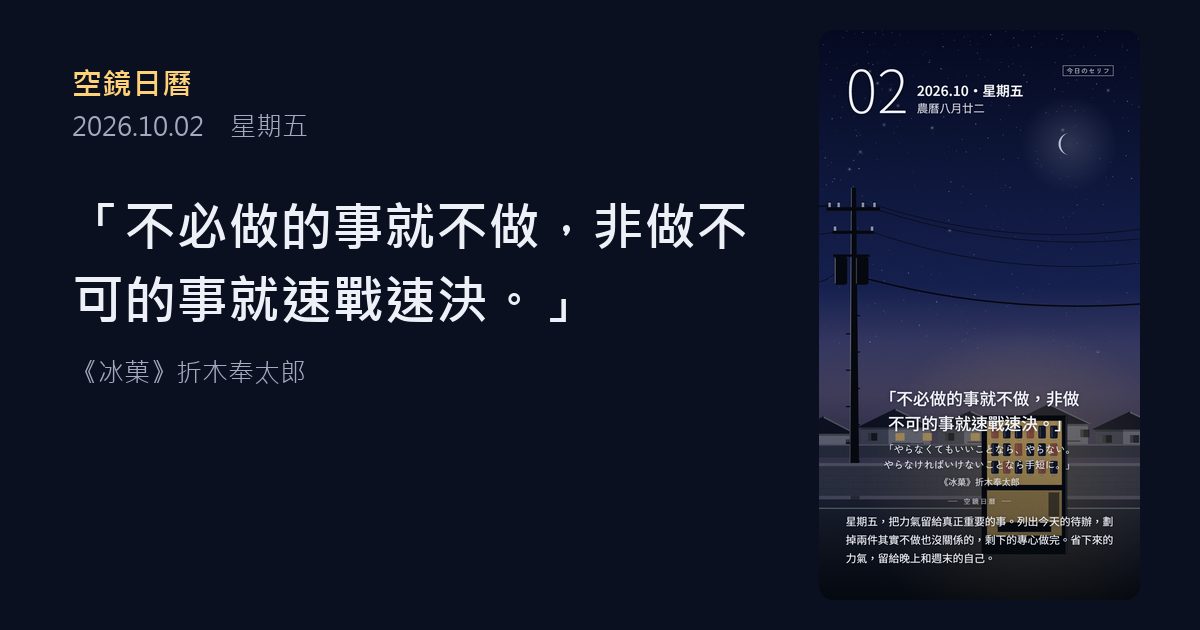 空鏡日曆
2026.10.02 星期五
「不必做的事就不做，非做不
可的事就速戰速決。」
《冰菓》折木奉太郎
02
2026.10・星期五
農曆八月廿二
今日のセリフ
「不必做的事就不做，非做
不可的事就速戰速決。」
「やらなくてもいいことなら、やらない。
やらなければいけないことなら手短に。」
《冰菓》折木奉太郎
— 空鏡日曆 —
星期五，把力氣留給真正重要的事。列出今天的待辦，劃
掉兩件其實不做也沒關係的，剩下的專心做完。省下來的
力氣，留給晚上和週末的自己。